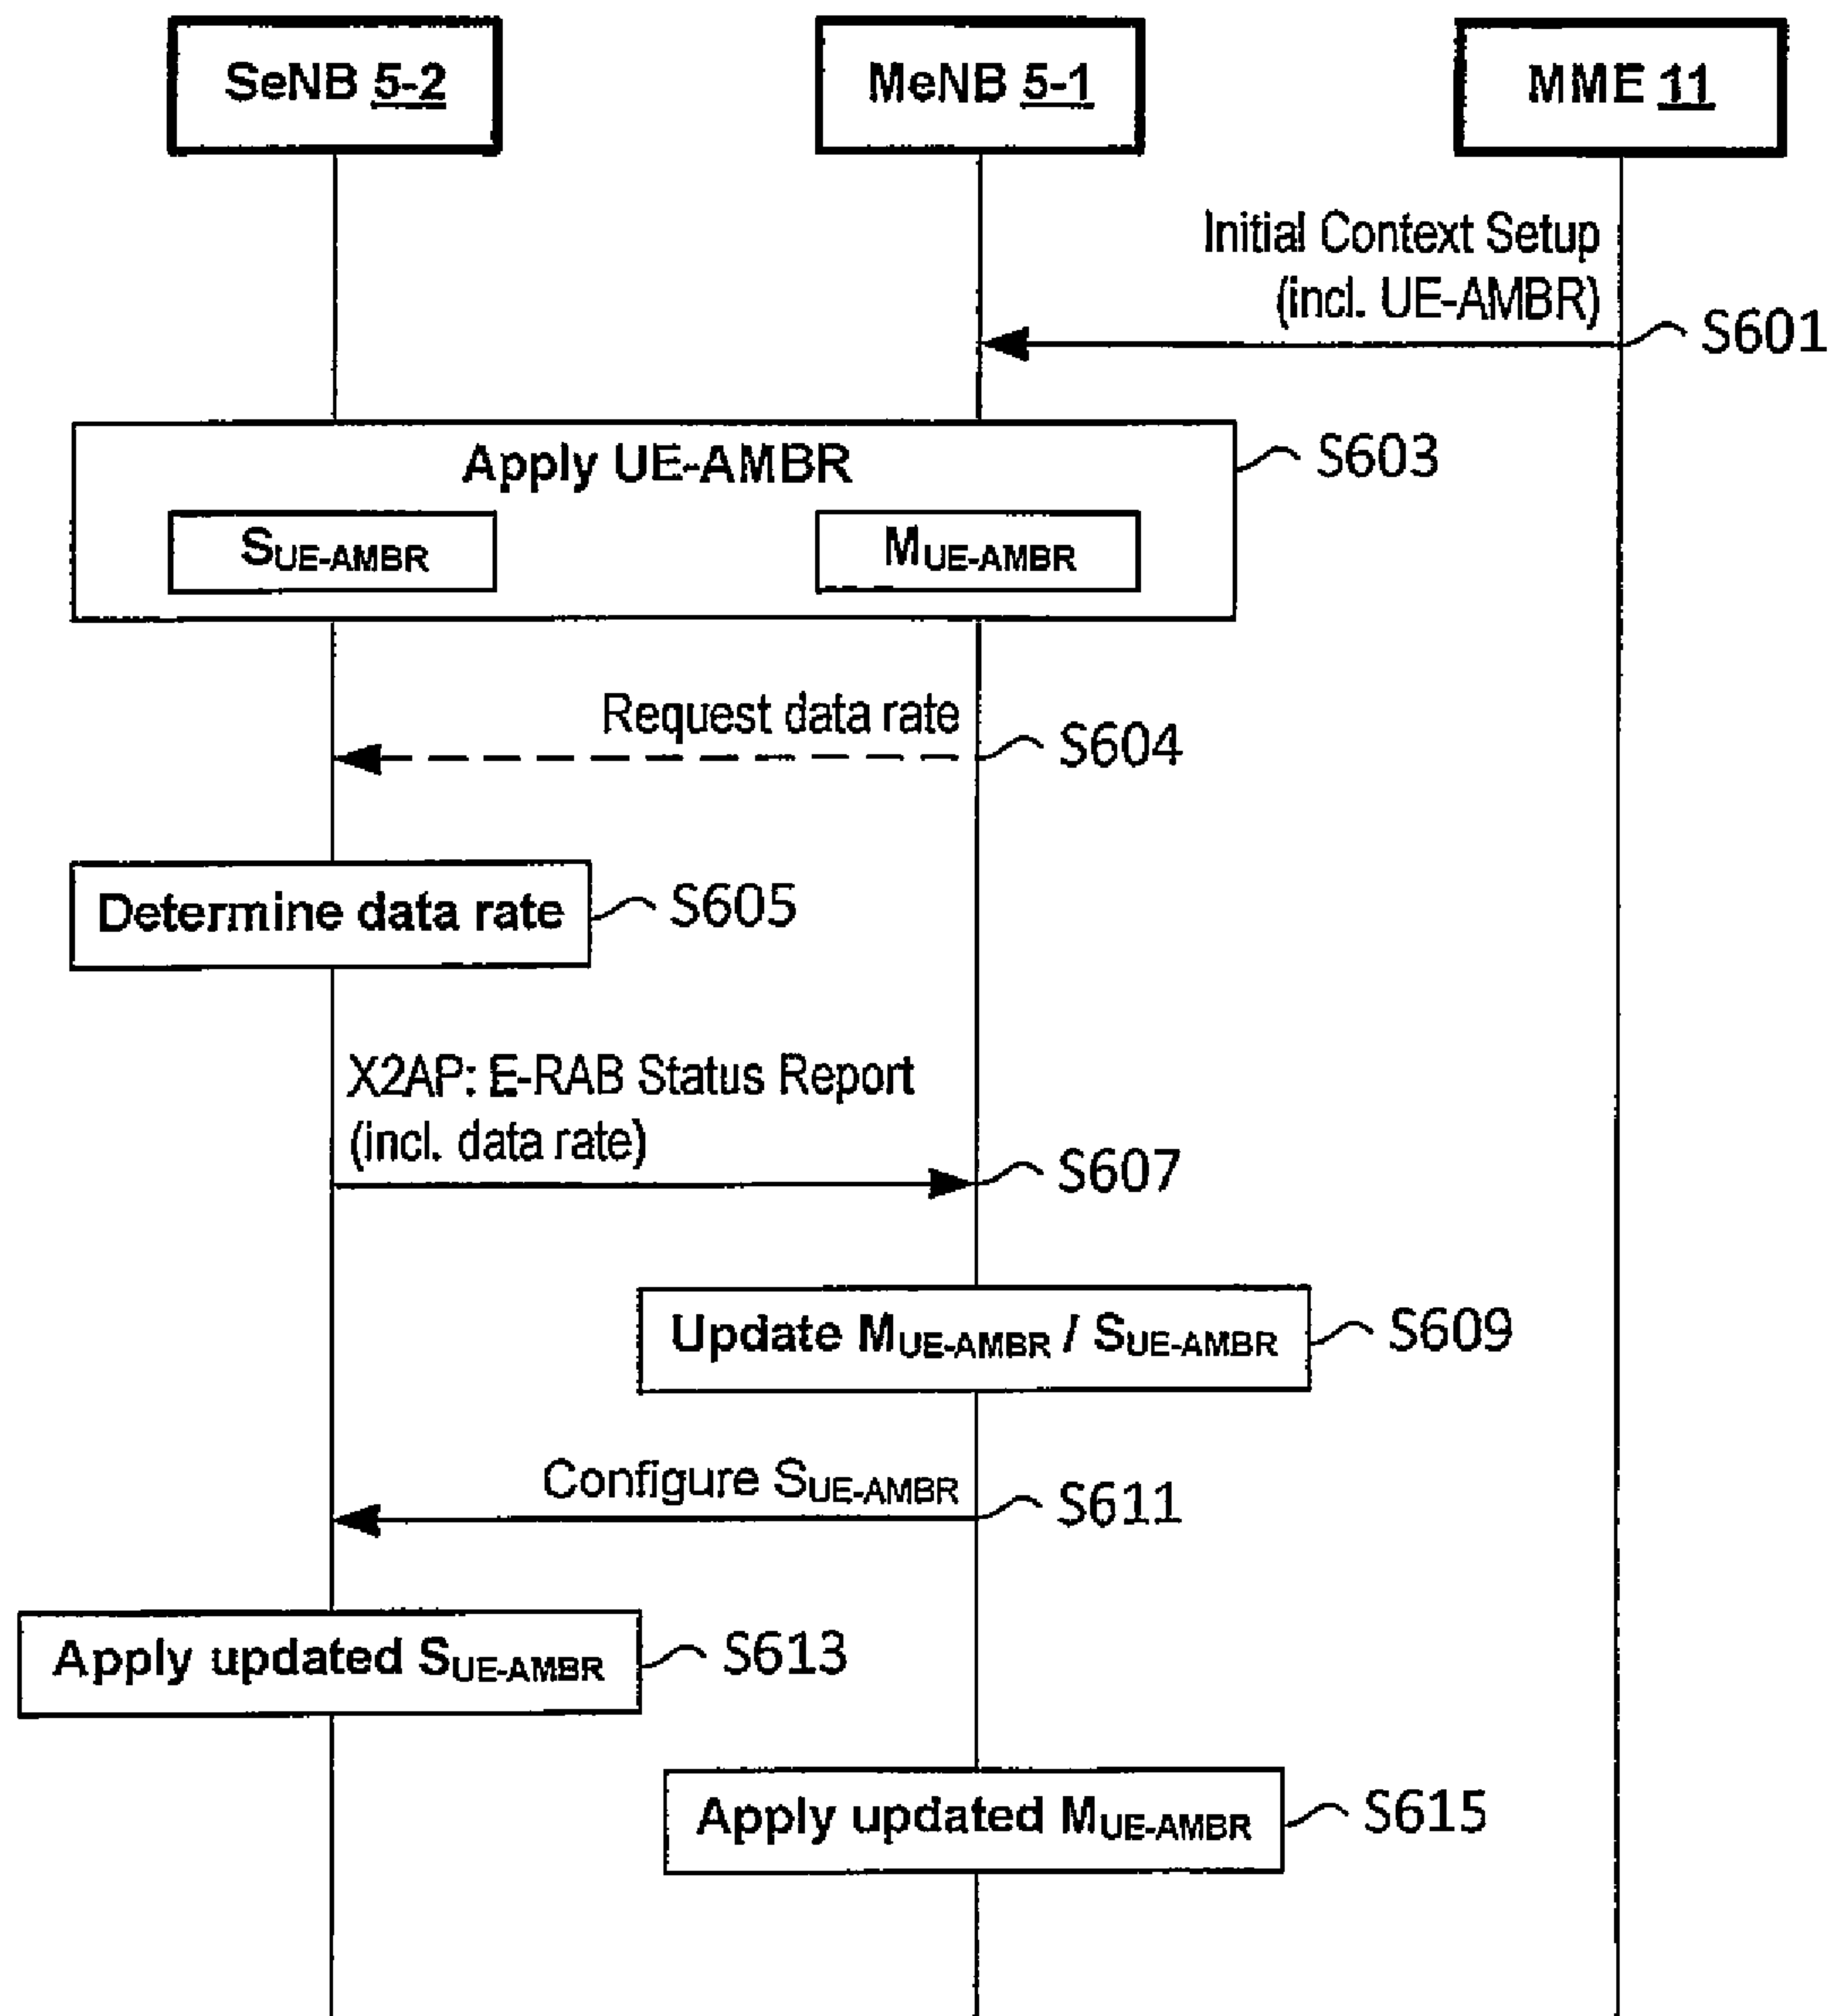 SeNB 5-2
MeNB 5-1
MME 11
Initial Context Setup
(incl. UE-AMBR)
S601
Apply UE-AMBR
S603
SUE-AMBR
MUE-AMBR
Request data rate
S604
Determine data rate
S605
X2AP: E-RAB Status Report
(incl. data rate)
S607
Update MUE-AMBR / SUE-AMBR
S609
Configure SUE-AMBR
S611
Apply updated SUE-AMBR
S613
Apply updated MUE-AMBR
S615